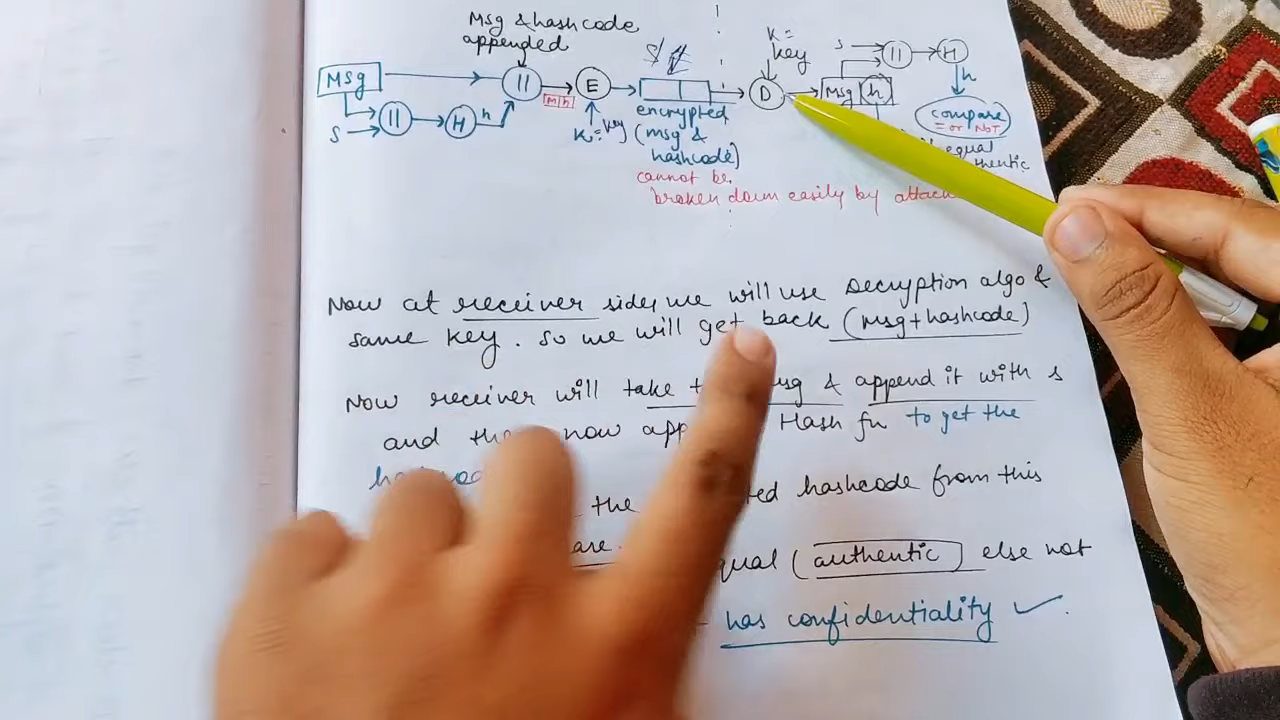 Msg & hashcode
appended
K =
key
S
||
H
Msg
||
E
D
Msg h
h
S
||
H
h
M h
K = key
encrypted
(msg &
hashcode)
compare
= or NOT
equal
cannot be
broken down easily by attack
Now at receiver side, we will use Decryption algo &
same key. so we will get back (msg+hashcode)
Now receiver will take & append it with s
and now Hash fn to get the
the hashcode from this
equal (authentic) else not
has confidentiality ✓.